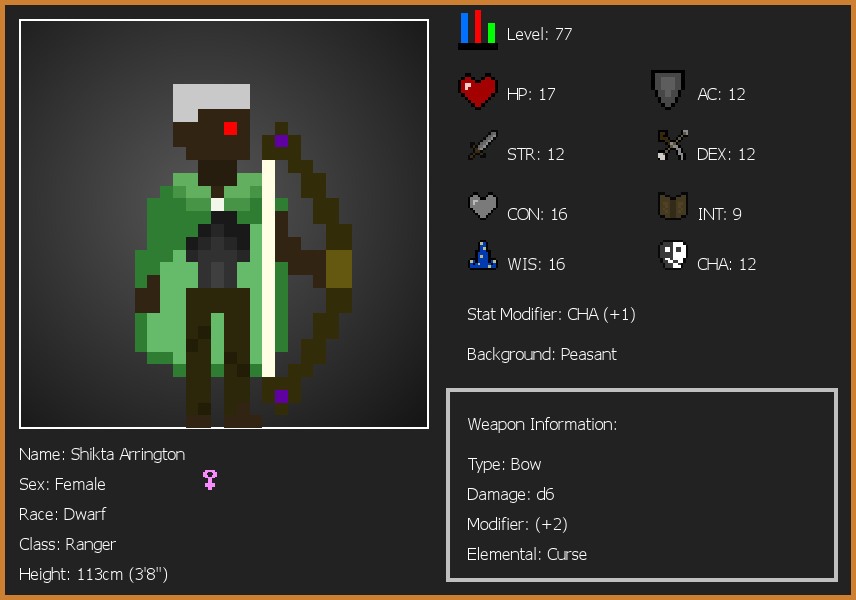 Level: 77
HP: 17
AC: 12
STR: 12
DEX: 12
CON: 16
INT: 9
WIS: 16
CHA: 12
Stat Modifier: CHA (+1)
Background: Peasant
Weapon Information:
Type: Bow
Damage: d6
Modifier: (+2)
Elemental: Curse
Name: Shikta Arrington
Sex: Female
Race: Dwarf
Class: Ranger
Height: 113cm (3'8")